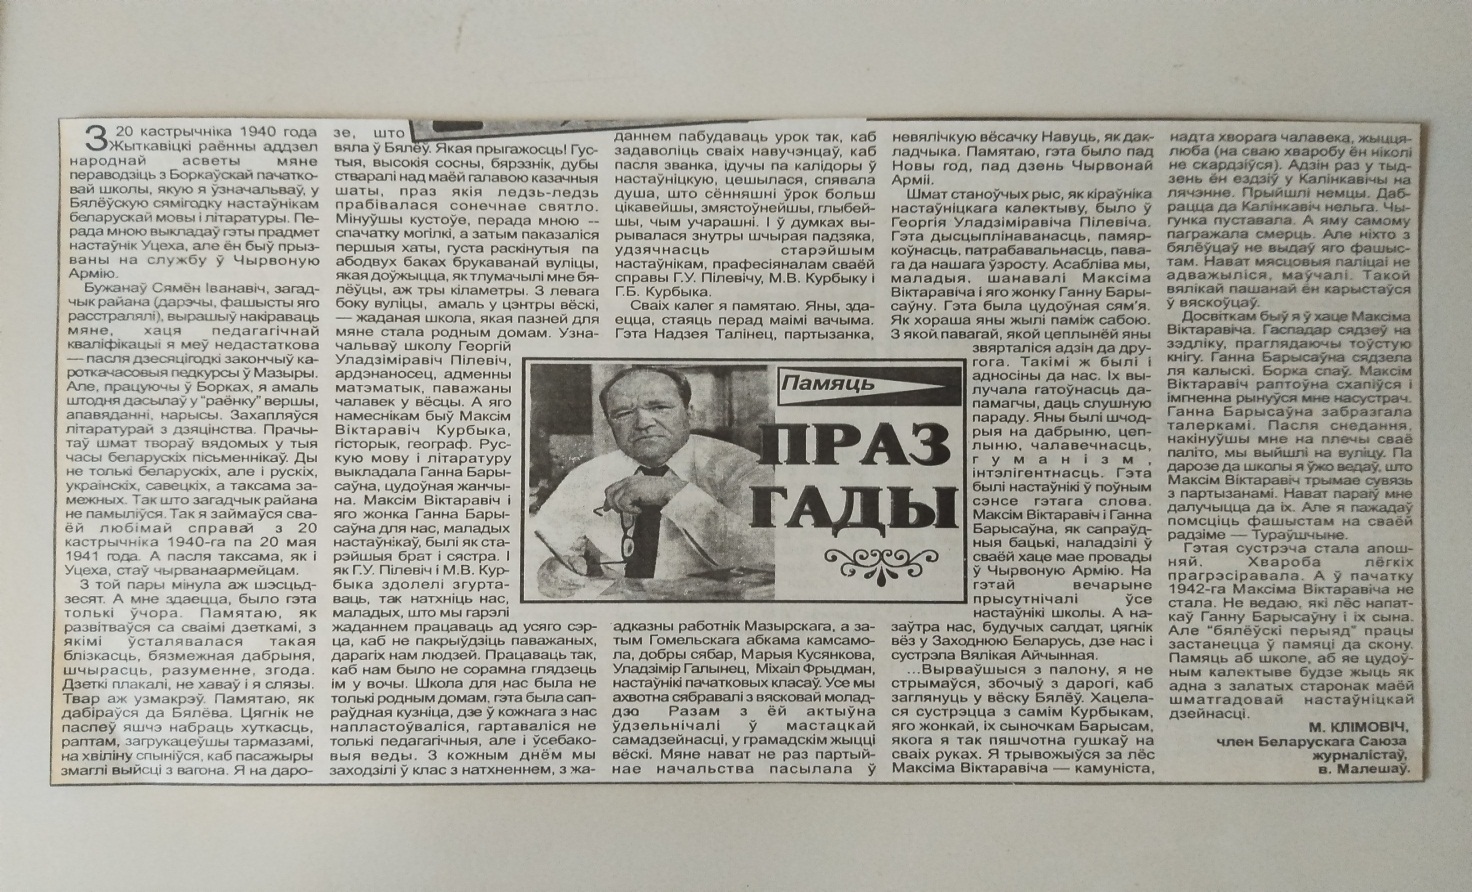 З 20 кастрычніка 1940 года
Жыткавіцкі раённы аддзел
народнай асветы мяне
пераводзіць з Боркаўскай пачатко-
вай школы, якую я ўзначальваў, у
Бялёўскую сямігодку настаўнікам
беларускай мовы і літаратуры. Пе-
рада мною выкладаў гэты прадмет
настаўнік Уцеха, але ён быў прыз-
ваны на службу ў Чырвоную
Армію.
Бужанаў Сямён Іванавіч, загад-
чык райана (дарэчы, фашысты яго
расстралялі), вырашыў накіраваць
мяне, хаця педагагічнай
кваліфікацыі я меў недастаткова
— пасля дзесяцігодкі закончыў ка-
роткачасовыя педкурсы ў Мазыры.
Але, працуючы ў Борках, я амаль
штодня дасылаў у "раёнку" вершы,
апавяданні, нарысы. Захапляўся
літаратурай з дзяцінства. Прачы-
таў шмат твораў вядомых у тыя
часы беларускіх пісьменнікаў. Ды
не толькі беларускіх, але і рускіх,
украінскіх, савецкіх, а таксама за-
межных. Так што загадчык райана
не памыліўся. Так я займаўся сва-
ёй любімай справай з 20
кастрычніка 1940-га па 20 мая
1941 года. А пасля таксама, як і
Уцеха, стаў чырванаармейцам.
З той пары мінула аж шэсцьд-
зесят. А мне здаецца, было гэта
толькі ўчора. Памятаю, як
развітваўся са сваімі дзеткамі, з
якімі ўсталявалася такая
блізкасць, бязмежная дабрыня,
шчырасць, разуменне, згода.
Дзеткі плакалі, не хаваў і я слязы.
Твар аж узмакрэў. Памятаю, як
дабіраўся да Бялёва. Цягнік не
паспеў яшчэ набраць хуткасць,
раптам, загрукацеўшы тармазамі,
на хвіліну спыніўся, каб пасажыры
змаглі выйсці з вагона. Я на даро-
зе, што
вяла ў Бялёў. Якая прыгажосць! Гус-
тыя, высокія сосны, бярэзнік, дубы
стваралі над маёй галавою казачныя
шаты, праз якія ледзь-ледзь
прабівалася сонечнае святло.
Мінуўшы кустоўе, перада мною —
спачатку могілкі, а затым паказаліся
першыя хаты, густа раскінутыя па
абодвух баках брукаванай вуліцы,
якая доўжыцца, як тлумачылі мне бя-
лёўцы, аж тры кіламетры. З левага
боку вуліцы, амаль у цэнтры вёскі,
— жаданая школа, якая пазней для
мяне стала родным домам. Узна-
чальваў школу Георгій
Уладзіміравіч Пілевіч,
ардэнаносец, адменны
матэматык, паважаны
чалавек у вёсцы. А яго
намеснікам быў Максім
Віктаравіч Курбыка,
гісторык, географ. Рус-
кую мову і літаратуру
выкладала Ганна Бары-
саўна, цудоўная жанчы-
на. Максім Віктаравіч і
яго жонка Ганна Бары-
саўна для нас, маладых
настаўнікаў, былі як ста-
рэйшыя брат і сястра. І
як Г.У. Пілевіч і М.В. Кур-
быка здолелі згурта-
ваць, так натхніць нас,
маладых, што мы гарэлі
жаданнем працаваць ад усяго сэр-
ца, каб не пакрыўдзіць паважаных,
дарагіх нам людзей. Працаваць так,
каб нам было не сорамна глядзець
ім у вочы. Школа для нас была не
толькі родным домам, гэта была сап-
раўдная кузніца, дзе ў кожнага з нас
напластоўваліся, гартаваліся не
толькі педагагічныя, але і ўсебако-
выя веды. З кожным днём мы
заходзілі ў клас з натхненнем, з жа-
даннем пабудаваць урок так, каб
задаволіць сваіх навучэнцаў, каб
пасля званка, ідучы па калідоры ў
настаўніцкую, цешылася, спявала
душа, што сённяшні ўрок больш
цікавейшы, змястоўнейшы, глыбей-
шы, чым учарашні. І ў думках вы-
рывалася знутры шчырая падзяка,
удзячнасць старэйшым
настаўнікам, прафесіяналам сваёй
справы Г.У. Пілевічу, М.В. Курбыку і
Г.Б. Курбыка.
Сваіх калег я памятаю. Яны, зда-
ецца, стаяць перад маімі вачыма.
Гэта Надзея Талінец, партызанка,
Памяць
ПРАЗ
ГАДЫ
адказны работнік Мазырскага, а за-
тым Гомельскага абкама камсамо-
ла, добры сябар, Марыя Кусянкова,
Уладзімір Галынец, Міхаіл Фрыдман,
настаўнікі пачатковых класаў. Усе мы
ахвотна сябравалі з вясковай молад-
дзю Разам з ёй актыўна
ўдзельнічалі ў мастацкай
самадзейнасці, у грамадскім жыцці
вёскі. Мяне нават не раз партый-
нае начальства пасылала ў
невялічкую вёсачку Навуць, як дак-
ладчыка. Памятаю, гэта было пад
Новы год, пад дзень Чырвонай
Арміі.
Шмат станоўчых рыс, як кіраўніка
настаўніцкага калектыву, было ў
Георгія Уладзіміравіча Пілевіча.
Гэта дысцыплінаванасць, памяр-
коўнасць, патрабавальнасць, пава-
га да нашага ўзросту. Асабліва мы,
маладыя, шанавалі Максіма
Віктаравіча і яго жонку Ганну Бары-
саўну. Гэта была цудоўная сям'я.
Як хораша яны жылі паміж сабою.
З якой павагай, якой цеплынёй яны
звярталіся адзін да дру-
гога. Такімі ж былі і
адносіны да нас. Іх вы-
лучала гатоўнасць да-
памагчы, даць слушную
параду. Яны былі шчод-
рыя на дабрыню, цеп-
лыню, чалавечнасць,
гуманізм,
інтэлігентнасць. Гэта
былі настаўнікі ў поўным
сэнсе гэтага слова.
Максім Віктаравіч і Ганна
Барысаўна, як сапраўд-
ныя бацькі, наладзілі ў
сваёй хаце мае провады
ў Чырвоную Армію. На
гэтай вечарыне
прысутнічалі ўсе
настаўнікі школы. А на-
заўтра нас, будучых салдат, цягнік
вёз у Заходнюю Беларусь, дзе нас і
сустрэла Вялікая Айчынная.
...Вырваўшыся з палону, я не
стрымаўся, збочыў з дарогі, каб
заглянуць у вёску Бялёў. Хацела-
ся сустрэцца з самім Курбыкам,
яго жонкай, іх сыночкам Барысам,
якога я так пяшчотна гушкаў на
сваіх руках. Я трывожыўся за лёс
Максіма Віктаравіча — камуніста,
надта хворага чалавека, жыцця-
люба (на сваю хваробу ён ніколі
не скардзіўся). Адзін раз у тыд-
зень ён ездзіў у Калінкавічы на
лячэнне. Прыйшлі немцы. Даб-
рацца да Калінкавіч нельга. Чы-
гунка пуставала. А яму самому
пагражала смерць. Але ніхто з
бялёўцаў не выдаў яго фашыс-
там. Нават мясцовыя паліцаі не
адважыліся, маўчалі. Такой
вялікай пашанай ён карыстаўся
ў вяскоўцаў.
Досвіткам быў я ў хаце Максіма
Віктаравіча. Гаспадар сядзеў на
зэдліку, праглядаючы тоўстую
кнігу. Ганна Барысаўна сядзела
ля калыскі. Борка спаў. Максім
Віктаравіч раптоўна схапіўся і
імгненна рынуўся мне насустрач.
Ганна Барысаўна забразгала
талеркамі. Пасля снедання,
накінуўшы мне на плечы сваё
паліто, мы выйшлі на вуліцу. Па
дарозе да школы я ўжо ведаў, што
Максім Віктаравіч трымае сувязь
з партызанамі. Нават параіў мне
далучыцца да іх. Але я пажадаў
помсціць фашыстам на сваёй
радзіме — Тураўшчыне.
Гэтая сустрэча стала апош-
няй. Хвароба лёгкіх
прагрэсіравала. А ў пачатку
1942-га Максіма Віктаравіча не
стала. Не ведаю, які лёс напат-
каў Ганну Барысаўну і іх сына.
Але "бялёўскі перыяд" працы
застанецца ў памяці да скону.
Памяць аб школе, аб яе цудоў-
ным калектыве будзе жыць як
адна з залатых старонак маёй
шматгадовай настаўніцкай
дзейнасці.
М. КЛІМОВІЧ,
член Беларускага Саюза
журналістаў,
в. Малешаў.